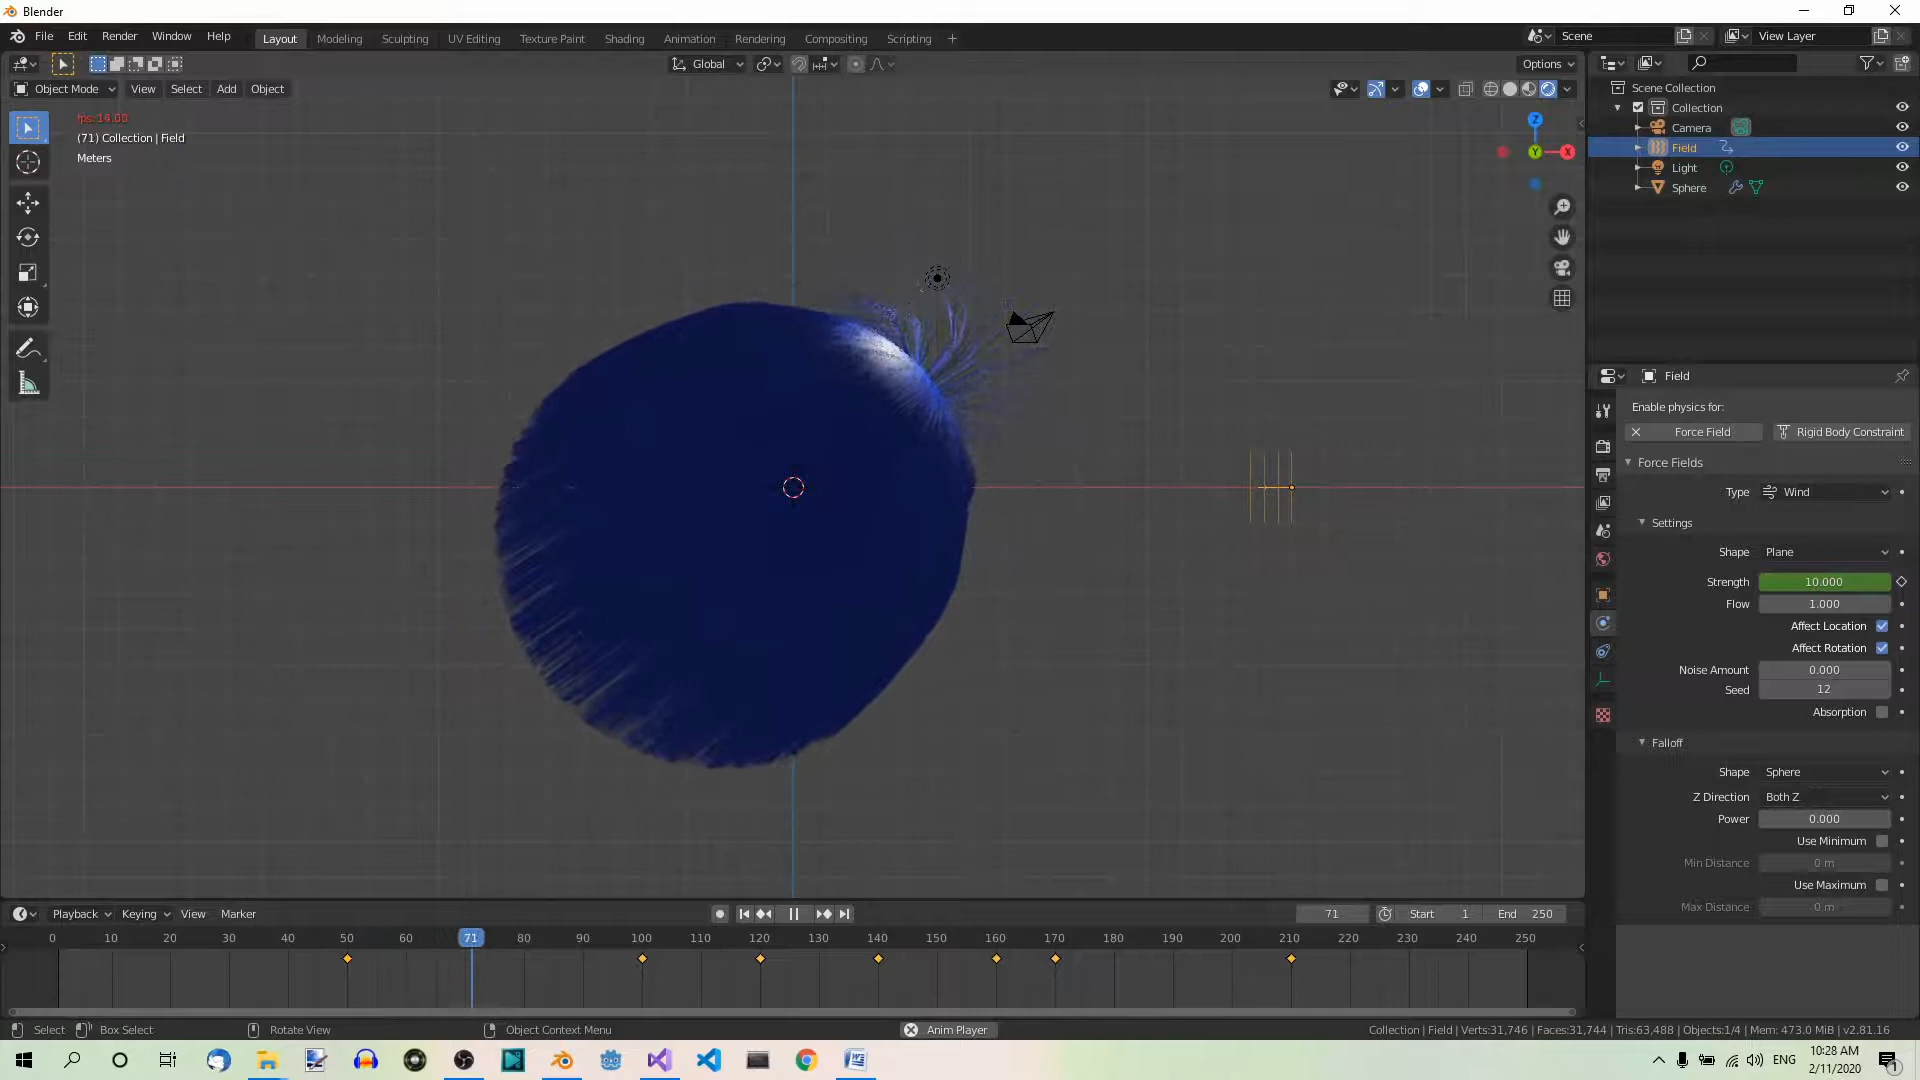 Blender
File Edit Render Window Help
Layout Modeling Sculpting UV Editing Texture Paint Shading Animation Rendering Compositing Scripting
Scene
View Layer
Global
Options
Object Mode View Select Add Object
fps: 14.08
(71) Collection | Field
Meters
Z
Y
X
Scene Collection
Collection
Camera
Field
Light
Sphere
Field
Enable physics for:
Force Field
Rigid Body Constraint
Force Fields
Type Wind
Settings
Shape Plane
Strength 10.000
Flow 1.000
Affect Location
Affect Rotation
Noise Amount 0.000
Seed 12
Absorption
Falloff
Shape Sphere
Z Direction Both Z
Power 0.000
Use Minimum
Min Distance 0 m
Use Maximum
Max Distance 0 m
Playback Keying View Marker
71 Start 1 End 250
0 10 20 30 40 50 60 71 80 90 100 110 120 130 140 150 160 170 180 190 200 210 220 230 240 250
Select Box Select Rotate View Object Context Menu Anim Player
Collection | Field | Verts:31,746 | Faces:31,744 | Tris:63,488 | Objects:1/4 | Mem: 473.0 MiB | v2.81.16
ENG
10:28 AM
2/11/2020
1